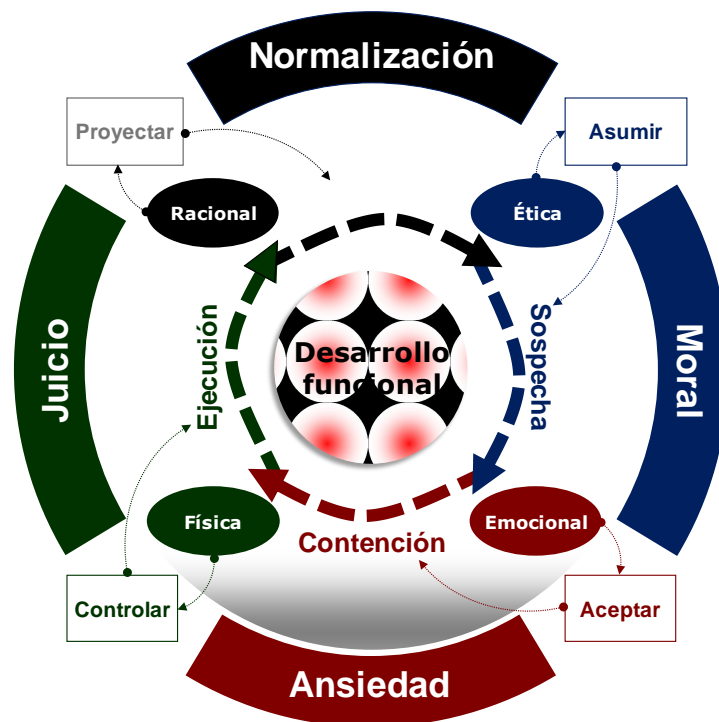 Normalización
Proyectar
Asumir
Racional
Ética
Juicio
Ejecución
Desarrollo
funcional
Sospecha
Moral
Física
Emocional
Contención
Controlar
Aceptar
Ansiedad